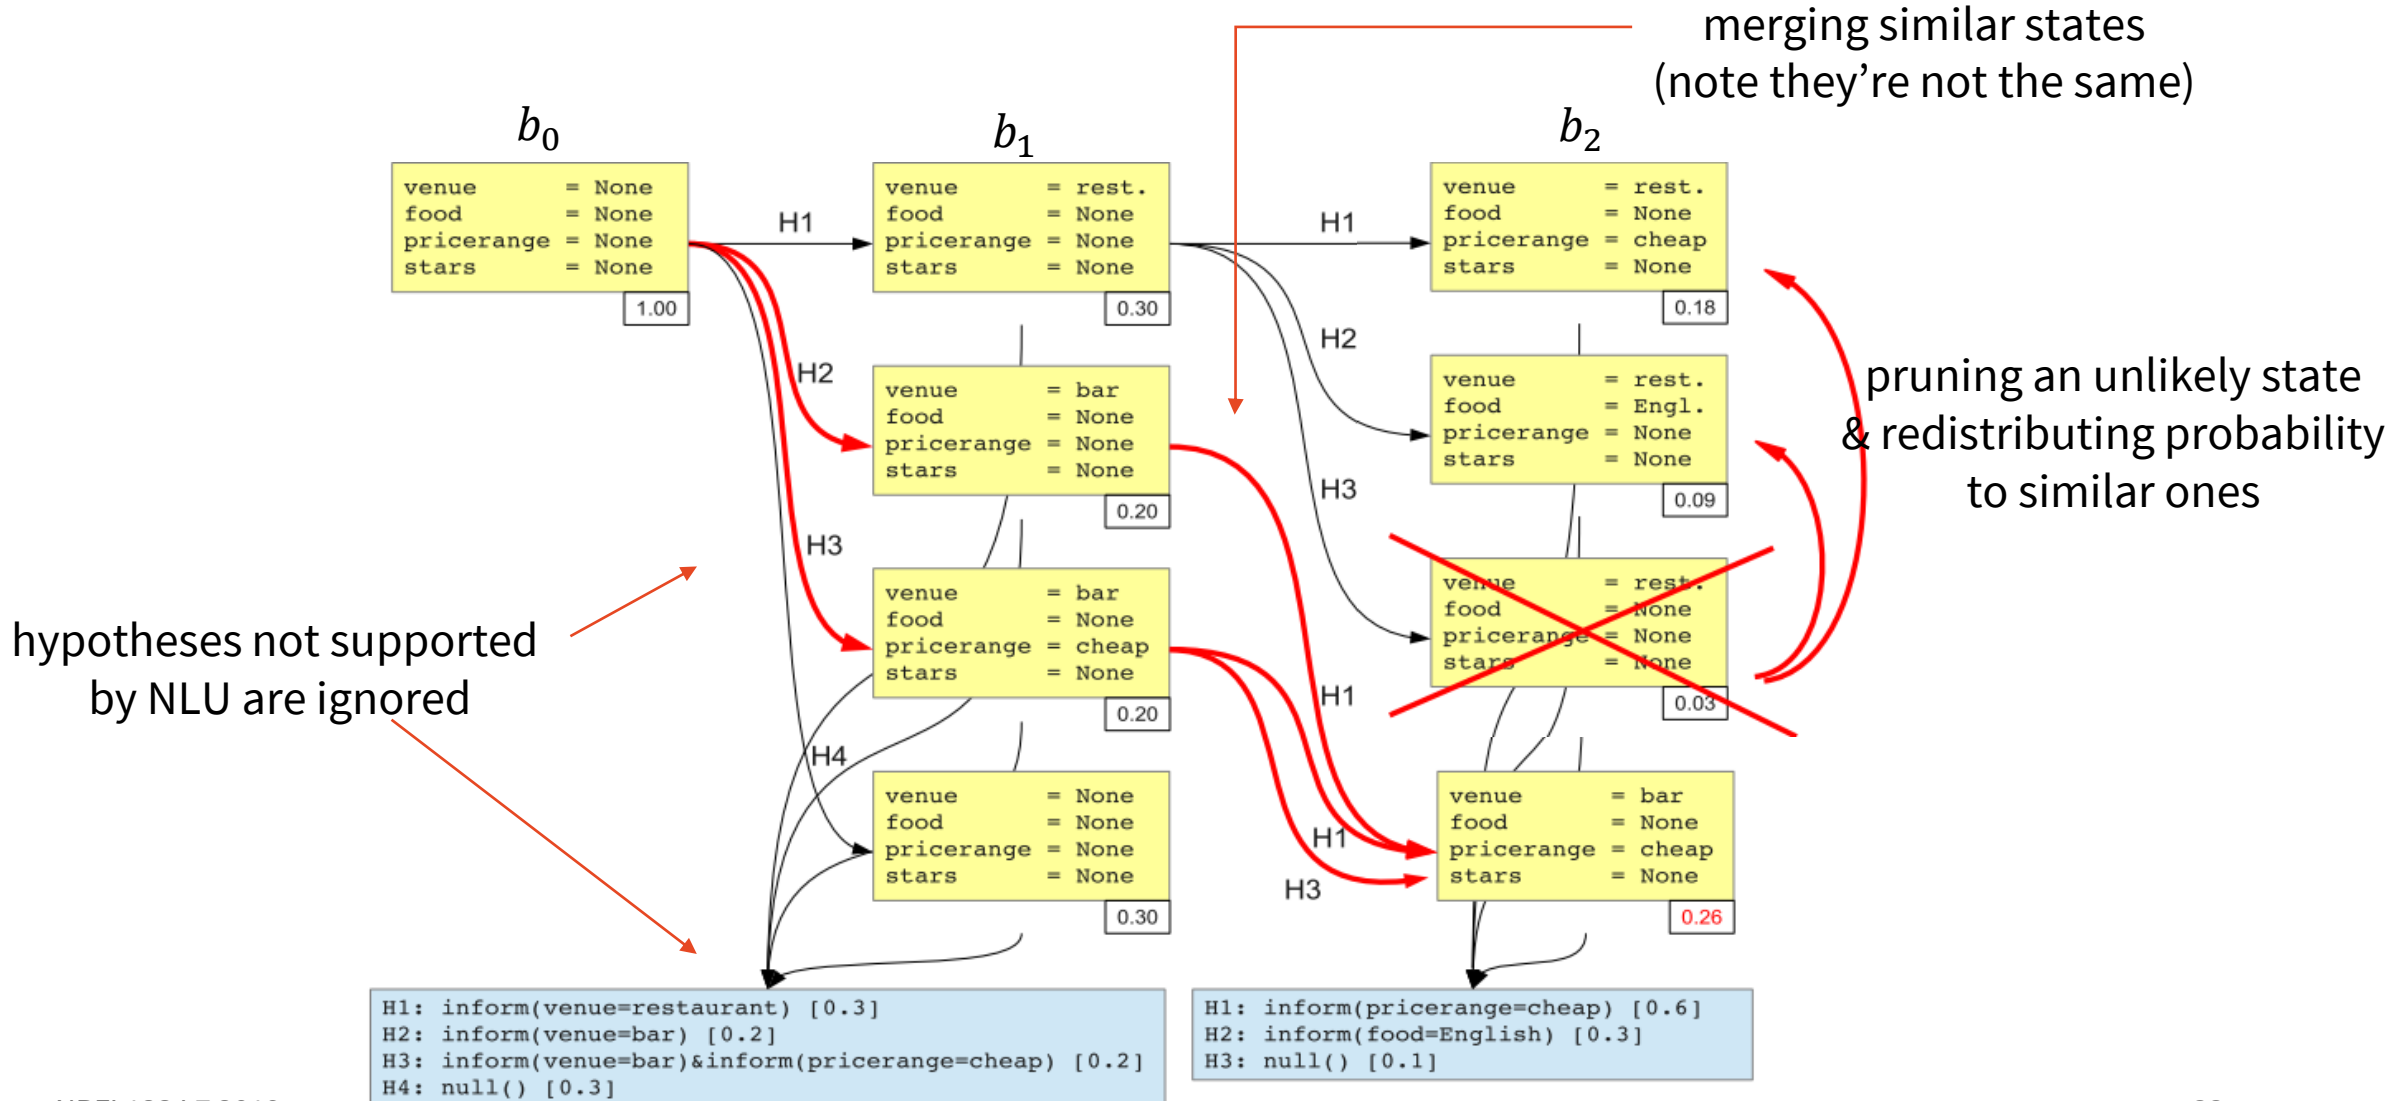 merging similar states
(note they're not the same)
b0
b1
b2
venue = None
food = None
pricerange = None
stars = None
1.00
H1
H2
H3
H4
venue = rest.
food = None
pricerange = None
stars = None
0.30
venue = bar
food = None
pricerange = None
stars = None
0.20
venue = bar
food = None
pricerange = cheap
stars = None
0.20
venue = None
food = None
pricerange = None
stars = None
0.30
H1
H2
H3
H1
H1
H3
venue = rest.
food = None
pricerange = cheap
stars = None
0.18
venue = rest.
food = Engl.
pricerange = None
stars = None
0.09
venue = rest.
food = None
pricerange = None
stars = None
0.03
venue = bar
food = None
pricerange = cheap
stars = None
0.26
pruning an unlikely state
& redistributing probability
to similar ones
hypotheses not supported
by NLU are ignored
H1: inform(venue=restaurant) [0.3]
H2: inform(venue=bar) [0.2]
H3: inform(venue=bar)&inform(pricerange=cheap) [0.2]
H4: null() [0.3]
H1: inform(pricerange=cheap) [0.6]
H2: inform(food=English) [0.3]
H3: null() [0.1]